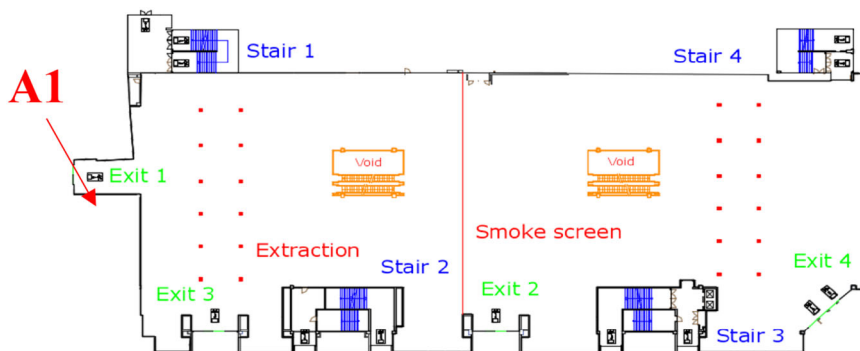 Stair 1
Stair 4
A1
Void
Void
Exit 1
Smoke screen
Extraction
Stair 2
Exit 4
Exit 3
Exit 2
Stair 3